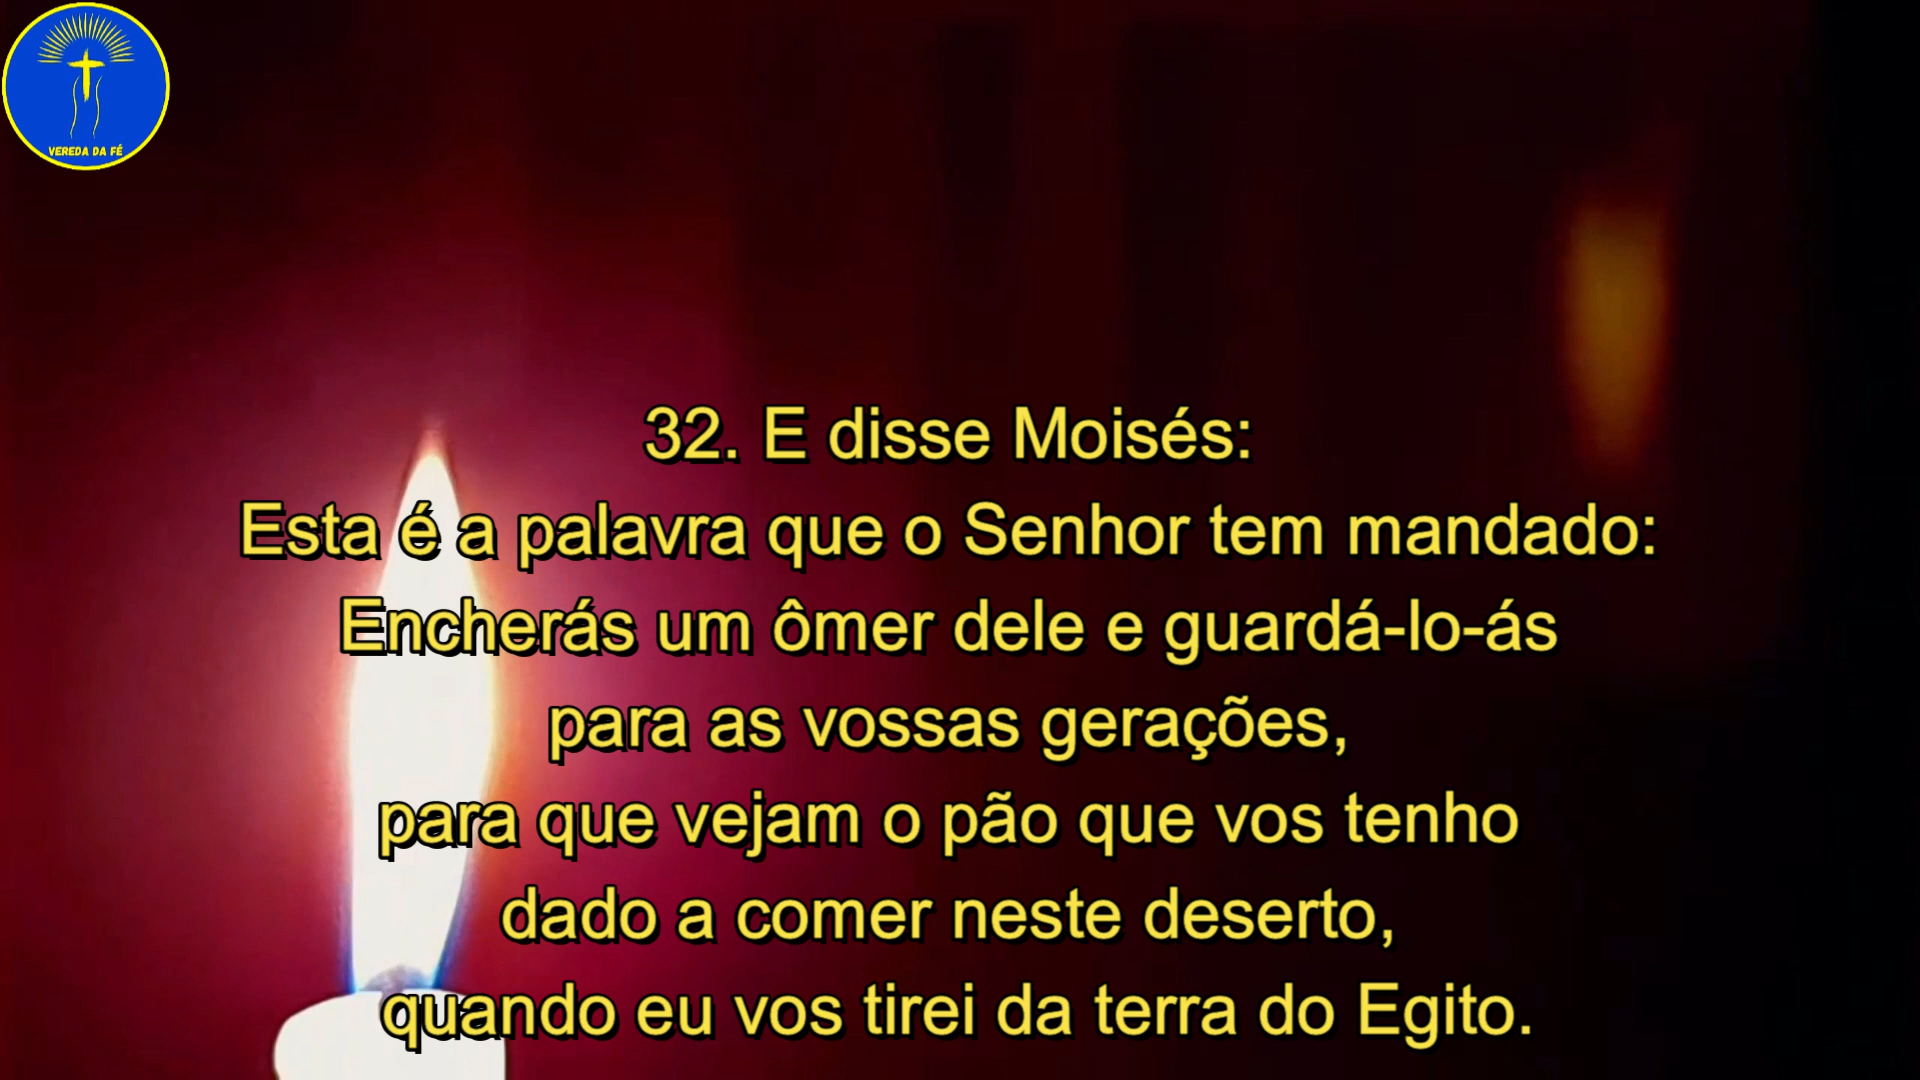 VEREDA DA FÉ
32. E disse Moisés:
Esta é a palavra que o Senhor tem mandado:
Encherás um ômer dele e guardá-lo-ás
para as vossas gerações,
para que vejam o pão que vos tenho
dado a comer neste deserto,
quando eu vos tirei da terra do Egito.